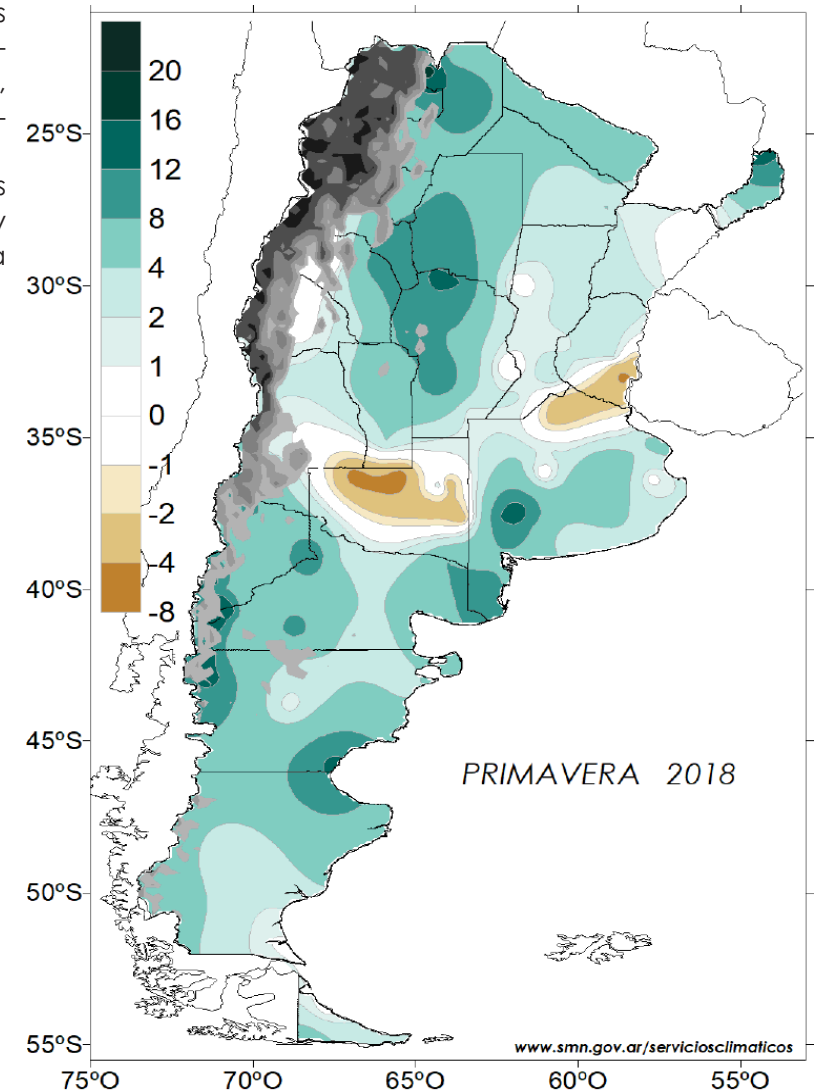 s
-
,
-
s
y
a
20
16
12
8
4
2
1
0
-1
-2
-4
-8
25ºS
30ºS
35ºS
40ºS
45ºS
50ºS
55ºS
PRIMAVERA 2018
www.smn.gov.ar/serviciosclimaticos
75ºO 70ºO 65ºO 60ºO 55ºO